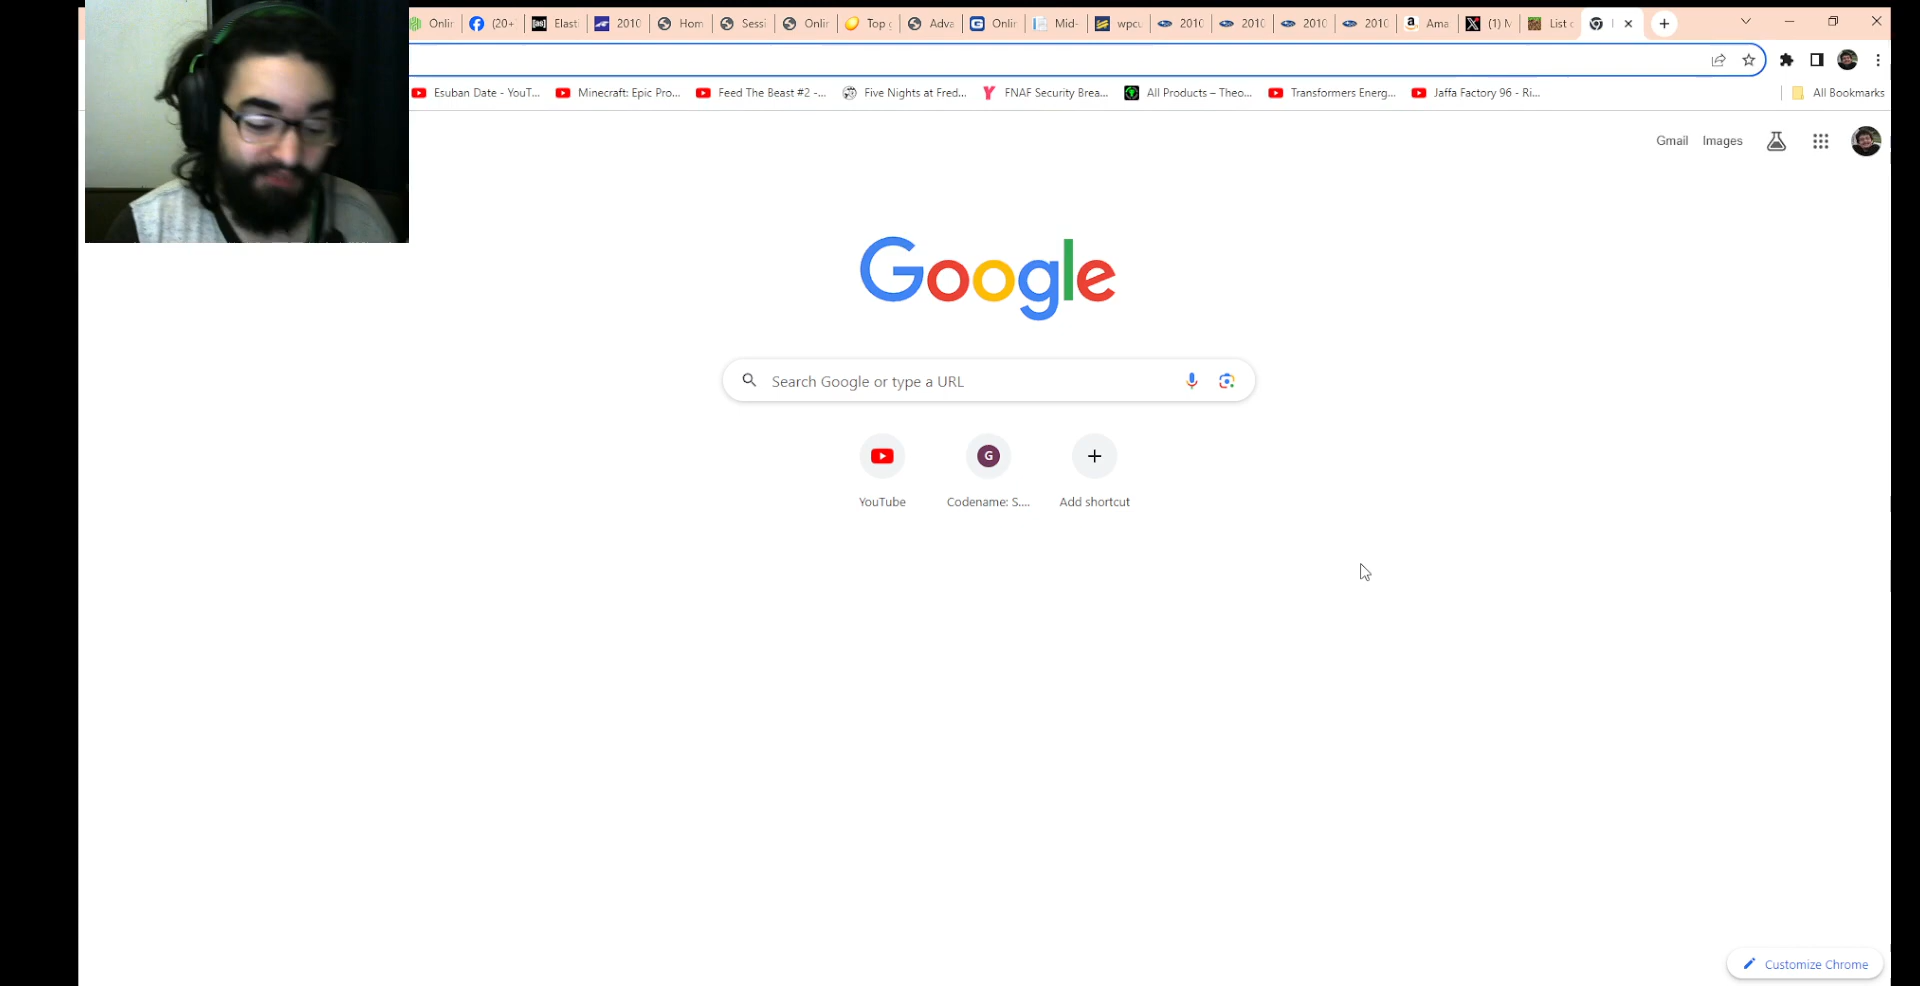 Onlir (20+ Elast 2010 Hom Sessi Onlir Top g Adva Onlir Mid- wpcu 2010 2010 2010 2010 Ama (1) N List c
Esuban Date - YouT... Minecraft: Epic Pro... Feed The Beast #2 -... Five Nights at Fred... FNAF Security Brea... All Products – Theo... Transformers Energ... Jaffa Factory 96 - Ri... All Bookmarks
Gmail Images
Google
Search Google or type a URL
G
YouTube Codename: S.... Add shortcut
Customize Chrome